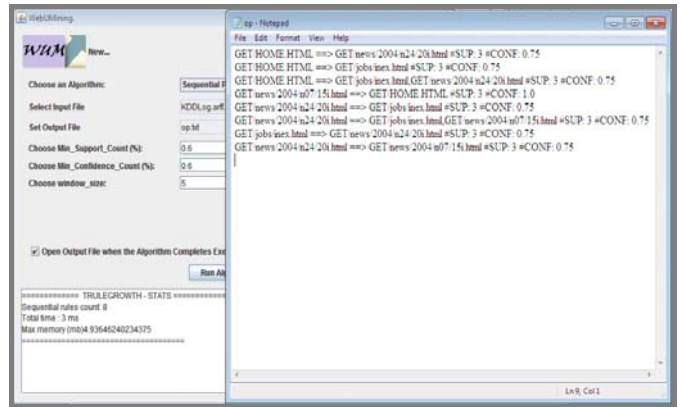 WebUMining.
WUM New...
Choose an Algorithm:
Sequential P
Select Input File
KDDLog.arff
Set Output File
op.txt
Choose Min_Support_Count (%):
0.6
Choose Min_Confidence_Count (%):
0.6
Choose window_size:
5
Open Output File when the Algorithm Completes Exe
Run Alg
============ TRULEGROWTH - STATS ============
Sequential rules count: 8
Total time : 3 ms
Max memory (mb)4.93646240234375
=====================================
op - Notepad
File Edit Format View Help
GET/HOME.HTML ==> GET/news/2004/n24/20i.html #SUP: 3 #CONF: 0.75
GET/HOME.HTML ==> GET/jobs/inex.html #SUP: 3 #CONF: 0.75
GET/HOME.HTML ==> GET/jobs/inex.html,GET/news/2004/n24/20i.html #SUP: 3 #CONF: 0.75
GET/news/2004/n07/15i.html ==> GET/HOME.HTML #SUP: 3 #CONF: 1.0
GET/news/2004/n24/20i.html ==> GET/jobs/inex.html #SUP: 3 #CONF: 0.75
GET/news/2004/n24/20i.html ==> GET/jobs/inex.html,GET/news/2004/n07/15i.html #SUP: 3 #CONF: 0.75
GET/jobs/inex.html ==> GET/news/2004/n24/20i.html #SUP: 3 #CONF: 0.75
GET/news/2004/n24/20i.html ==> GET/news/2004/n07/15i.html #SUP: 3 #CONF: 0.75
Ln 9, Col 1